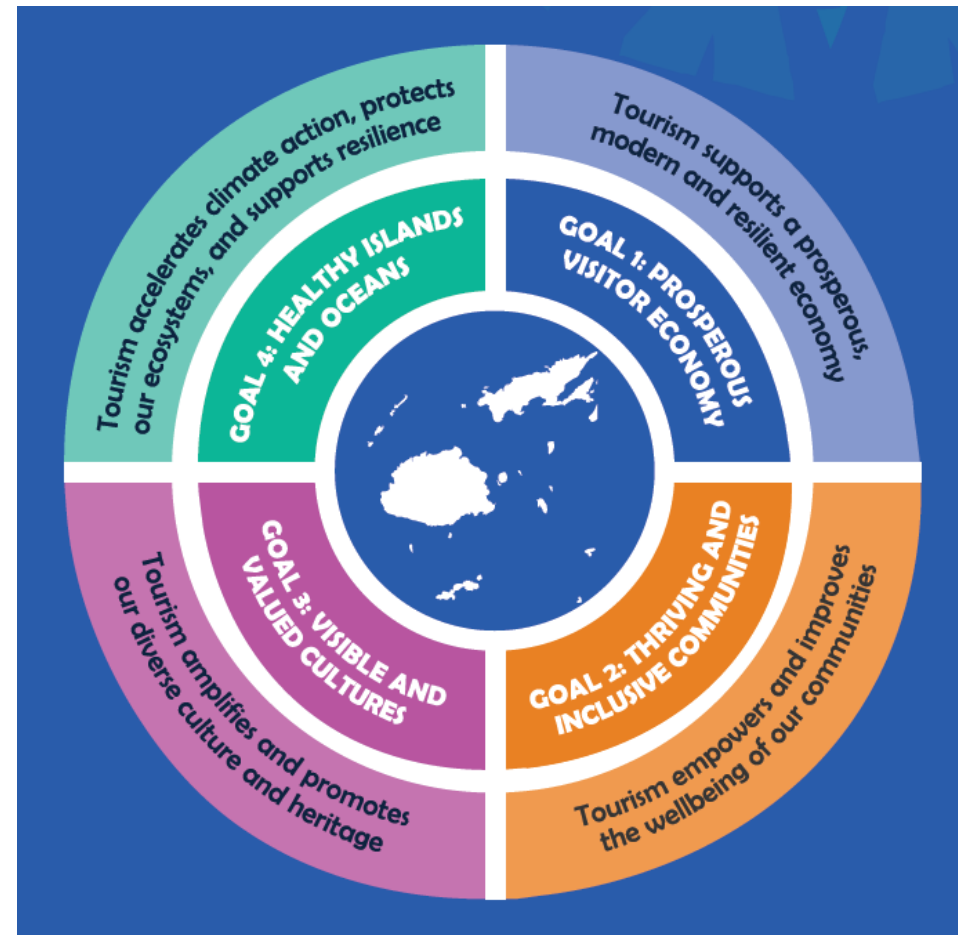 GOAL 1: PROSPEROUS
VISITOR ECONOMY
Tourism supports a prosperous,
modern and resilient economy
GOAL 2: THRIVING AND
INCLUSIVE COMMUNITIES
Tourism empowers and improves
the wellbeing of our communities
GOAL 3: VISIBLE AND
VALUED CULTURES
Tourism amplifies and promotes
our diverse culture and heritage
GOAL 4: HEALTHY ISLANDS
AND OCEANS
Tourism accelerates climate action, protects
our ecosystems, and supports resilience